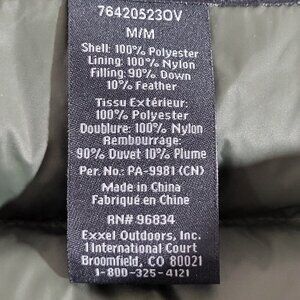 76420523OV
M/M
Shell: 100% Polyester
Lining: 100% Nylon
Filling: 90% Down
10% Feather
Tissu Extérieur:
100% Polyester
Doublure: 100% Nylon
Rembourrage:
90% Duvet 10% Plume
Per. No.: PA-9981 (CN)
Made in China
Fabriqué en Chine
RN# 96834
Exxel Outdoors, Inc.
1 International Court
Broomfield, CO 80021
1-800-325-4121